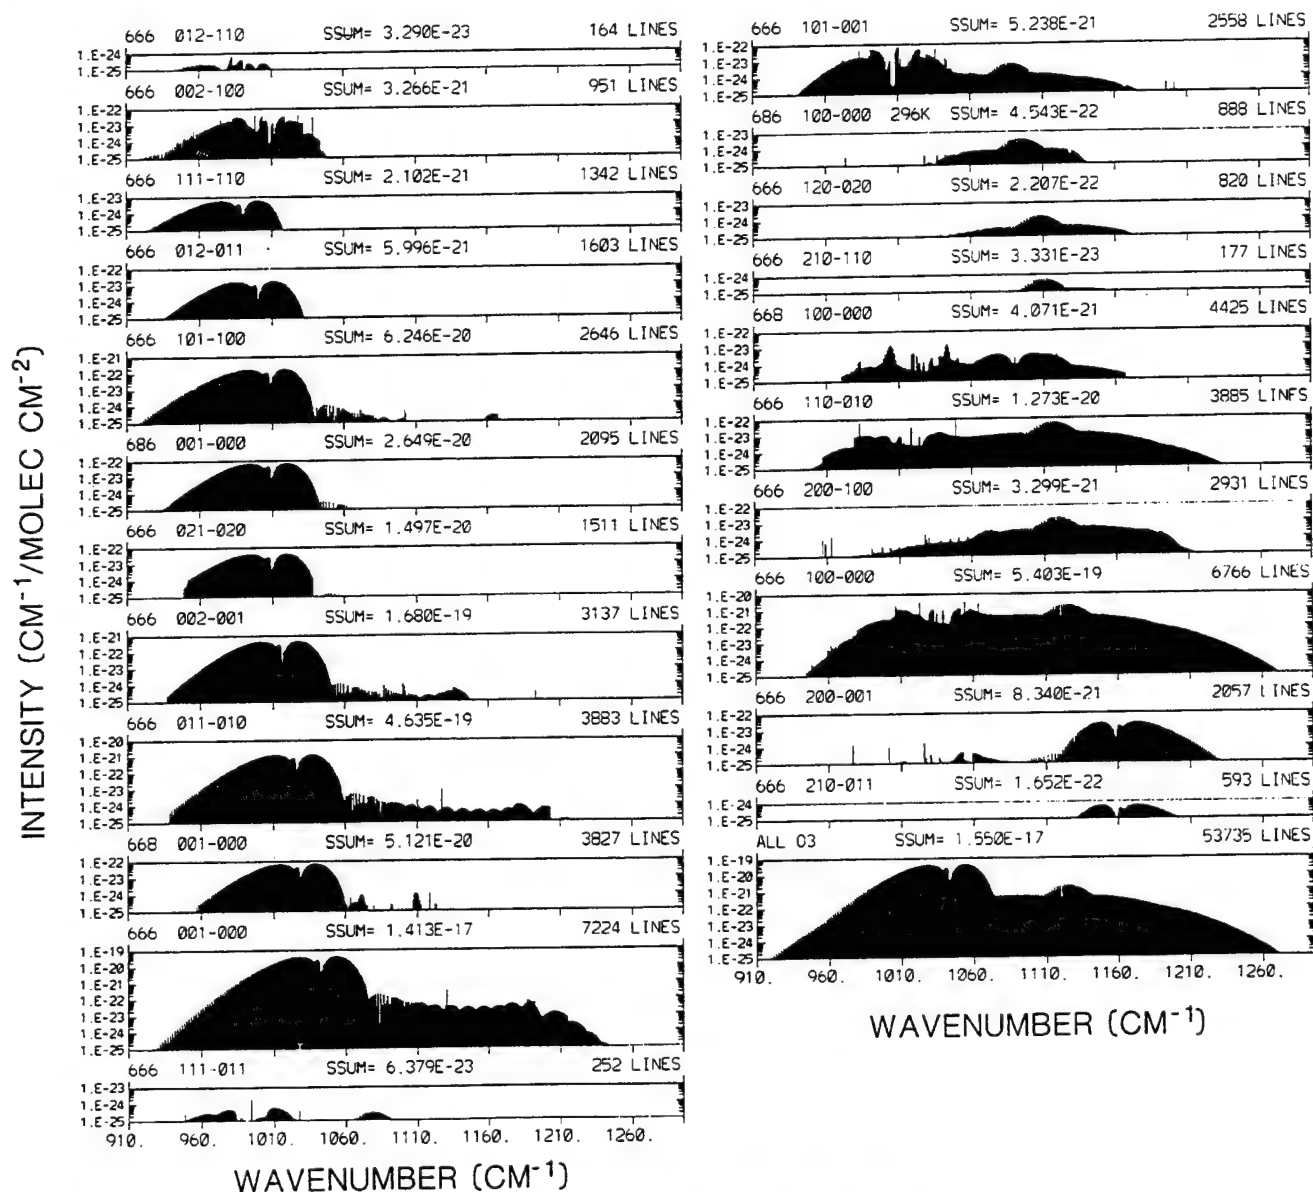 INTENSITY (CM-1/MOLEC CM-2)
666 012-110 SSUM= 3.290E-23 164 LINES
1.E-24
1.E-25
666 002-100 SSUM= 3.266E-21 951 LINES
1.E-22
1.E-23
1.E-24
1.E-25
666 111-110 SSUM= 2.102E-21 1342 LINES
1.E-23
1.E-24
1.E-25
666 012-011 SSUM= 5.996E-21 1603 LINES
1.E-22
1.E-23
1.E-24
1.E-25
666 101-100 SSUM= 6.246E-20 2646 LINES
1.E-21
1.E-22
1.E-23
1.E-24
1.E-25
686 001-000 SSUM= 2.649E-20 2095 LINES
1.E-22
1.E-23
1.E-24
1.E-25
666 021-020 SSUM= 1.497E-20 1511 LINES
1.E-22
1.E-23
1.E-24
1.E-25
666 002-001 SSUM= 1.680E-19 3137 LINES
1.E-21
1.E-22
1.E-23
1.E-24
1.E-25
666 011-010 SSUM= 4.635E-19 3883 LINES
1.E-20
1.E-21
1.E-22
1.E-23
1.E-24
1.E-25
668 001-000 SSUM= 5.121E-20 3827 LINES
1.E-22
1.E-23
1.E-24
1.E-25
666 001-000 SSUM= 1.413E-17 7224 LINES
1.E-19
1.E-20
1.E-21
1.E-22
1.E-23
1.E-24
1.E-25
666 111-011 SSUM= 6.379E-23 252 LINES
1.E-23
1.E-24
1.E-25
910. 960. 1010. 1060. 1110. 1160. 1210. 1260.
WAVENUMBER (CM-1)
666 101-001 SSUM= 5.238E-21 2558 LINES
1.E-22
1.E-23
1.E-24
1.E-25
686 100-000 296K SSUM= 4.543E-22 888 LINES
1.E-23
1.E-24
1.E-25
666 120-020 SSUM= 2.207E-22 820 LINES
1.E-23
1.E-24
1.E-25
666 210-110 SSUM= 3.331E-23 177 LINES
1.E-24
1.E-25
668 100-000 SSUM= 4.071E-21 4425 LINES
1.E-22
1.E-23
1.E-24
1.E-25
666 110-010 SSUM= 1.273E-20 3885 LINES
1.E-22
1.E-23
1.E-24
1.E-25
666 200-100 SSUM= 3.299E-21 2931 LINES
1.E-22
1.E-23
1.E-24
1.E-25
666 100-000 SSUM= 5.403E-19 6766 LINES
1.E-20
1.E-21
1.E-22
1.E-23
1.E-24
1.E-25
666 200-001 SSUM= 8.340E-21 2057 LINES
1.E-22
1.E-23
1.E-24
1.E-25
666 210-011 SSUM= 1.652E-22 593 LINES
1.E-24
1.E-25
ALL O3 SSUM= 1.550E-17 53735 LINES
1.E-19
1.E-20
1.E-21
1.E-22
1.E-23
1.E-24
1.E-25
910. 960. 1010. 1060. 1110. 1160. 1210. 1260.
WAVENUMBER (CM-1)